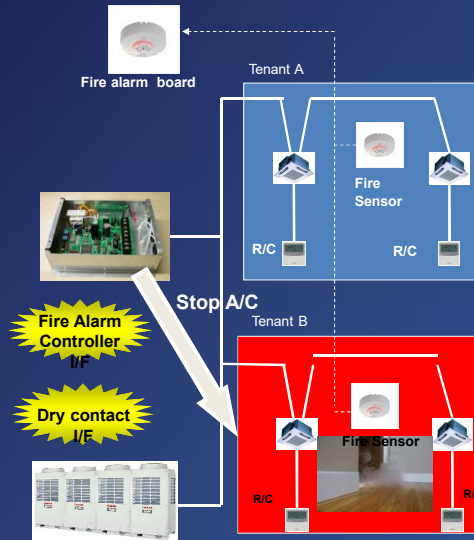 Fire alarm board
Tenant A
Fire
Sensor
R/C
R/C
Stop A/C
Fire Alarm
Controller
I/F
Tenant B
Dry contact
I/F
Fire Sensor
R/C
R/